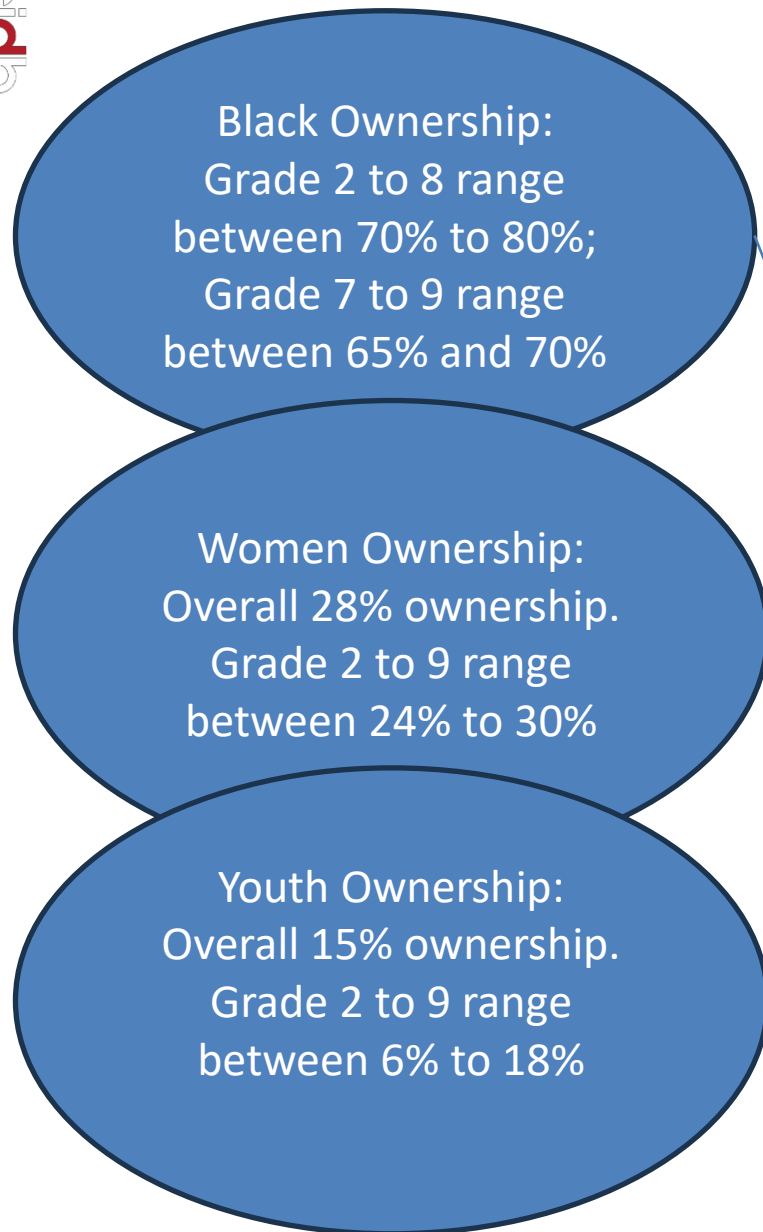 Black Ownership:
Grade 2 to 8 range
between 70% to 80%;
Grade 7 to 9 range
between 65% and 70%
Women Ownership:
Overall 28% ownership.
Grade 2 to 9 range
between 24% to 30%
Youth Ownership:
Overall 15% ownership.
Grade 2 to 9 range
between 6% to 18%